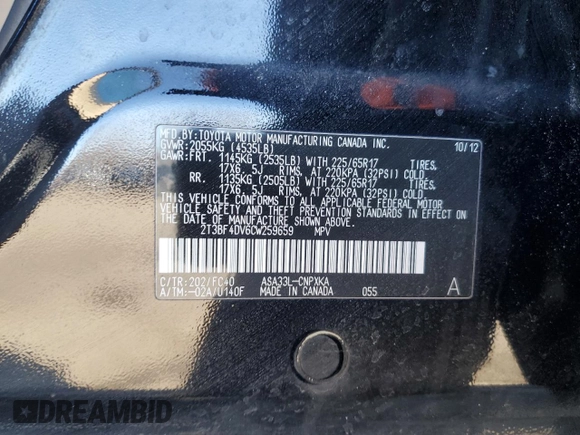 MFD.BY:TOYOTA MOTOR MANUFACTURING CANADA INC. 10/12
GVWR:2055KG (4535LB)
GAWR:FRT. 1145KG (2535LB) WITH 225/65R17 TIRES,
17X6.5J RIMS, AT 220KPA (32PSI) COLD
RR. 1135KG (2505LB) WITH 225/65R17 TIRES,
17X6.5J RIMS, AT 220KPA (32PSI) COLD
THIS VEHICLE CONFORMS TO ALL APPLICABLE FEDERAL MOTOR
VEHICLE SAFETY AND THEFT PREVENTION STANDARDS IN EFFECT ON
THE DATE OF MANUFACTURE SHOWN ABOVE.
2T3BF4DV6CW259659 MPV
C/TR:202/FC40 ASA33L-CNPXKA
A/TM:-02A/U140F MADE IN CANADA 055 A
DREAMBID